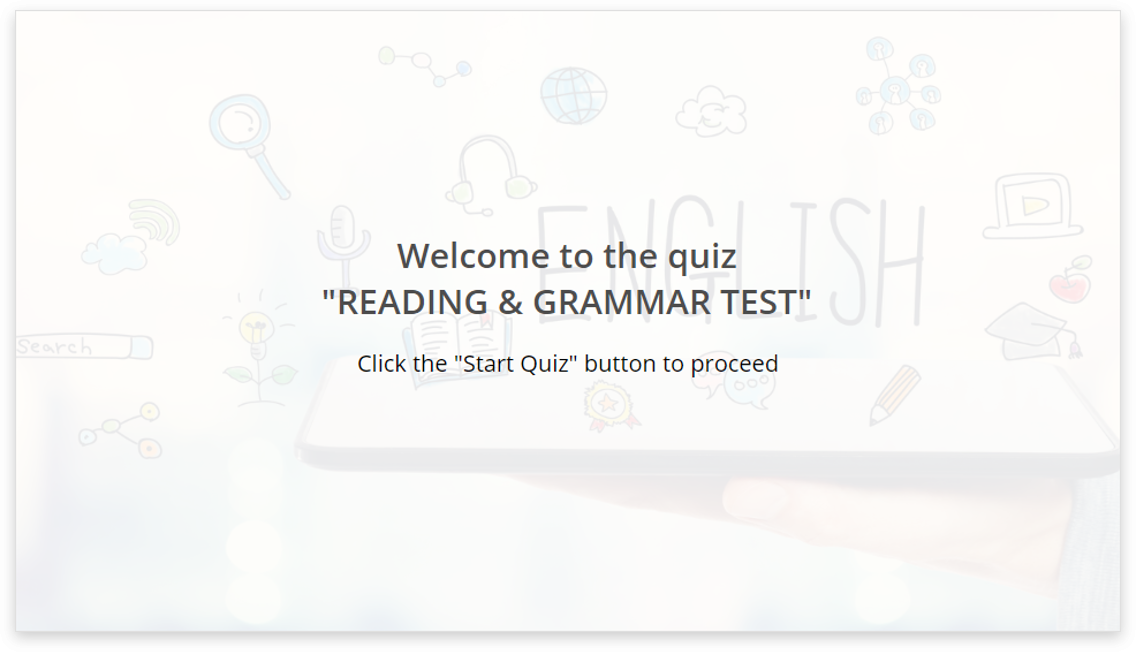 ENGLISH
Welcome to the quiz
"READING & GRAMMAR TEST"
Search
Click the "Start Quiz" button to proceed